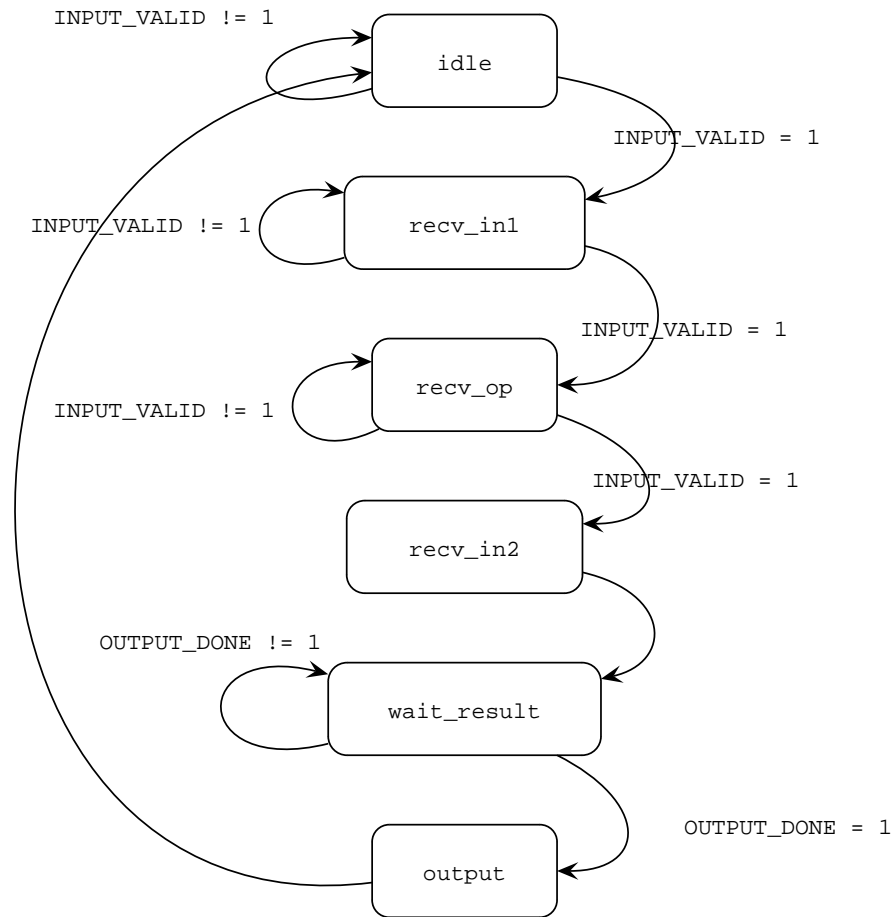 INPUT_VALID != 1
idle
INPUT_VALID = 1
recv_in1
INPUT_VALID != 1
INPUT_VALID = 1
recv_op
INPUT_VALID != 1
INPUT_VALID = 1
recv_in2
OUTPUT_DONE != 1
wait_result
OUTPUT_DONE = 1
output